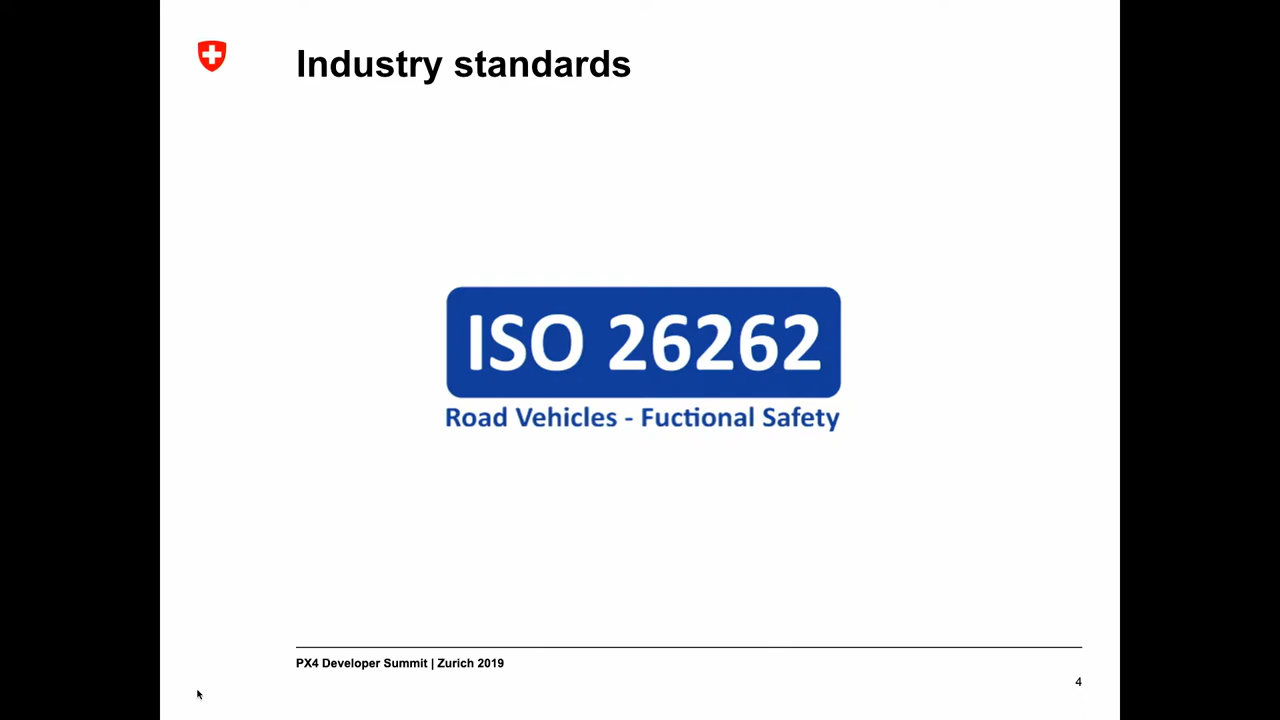 Industry standards
ISO 26262
Road Vehicles - Fuctional Safety
PX4 Developer Summit | Zurich 2019
4